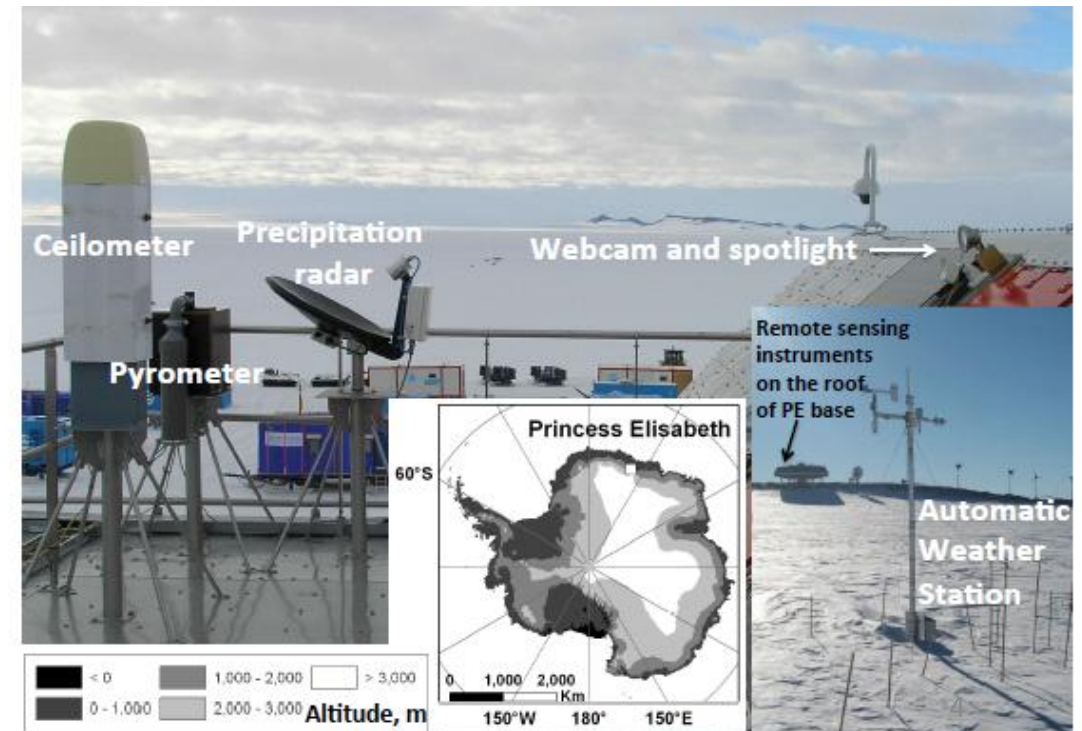 Ceilometer
Precipitation
radar
Webcam and spotlight
Pyrometer
Remote sensing
instruments
on the roof
of PE base
Automatic
Weather
Station
Princess Elisabeth
60°S
0 1,000 2,000
Km
150°W 180° 150°E
< 0
1,000 - 2,000
> 3,000
0 - 1,000
2,000 - 3,000
Altitude, m